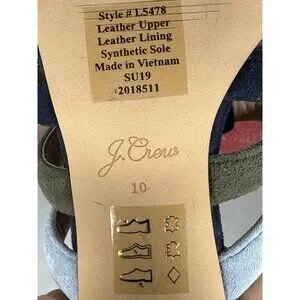 Style # L5478
Leather Upper
Leather Lining
Synthetic Sole
Made in Vietnam
SU19
2018511
J.Crew
10